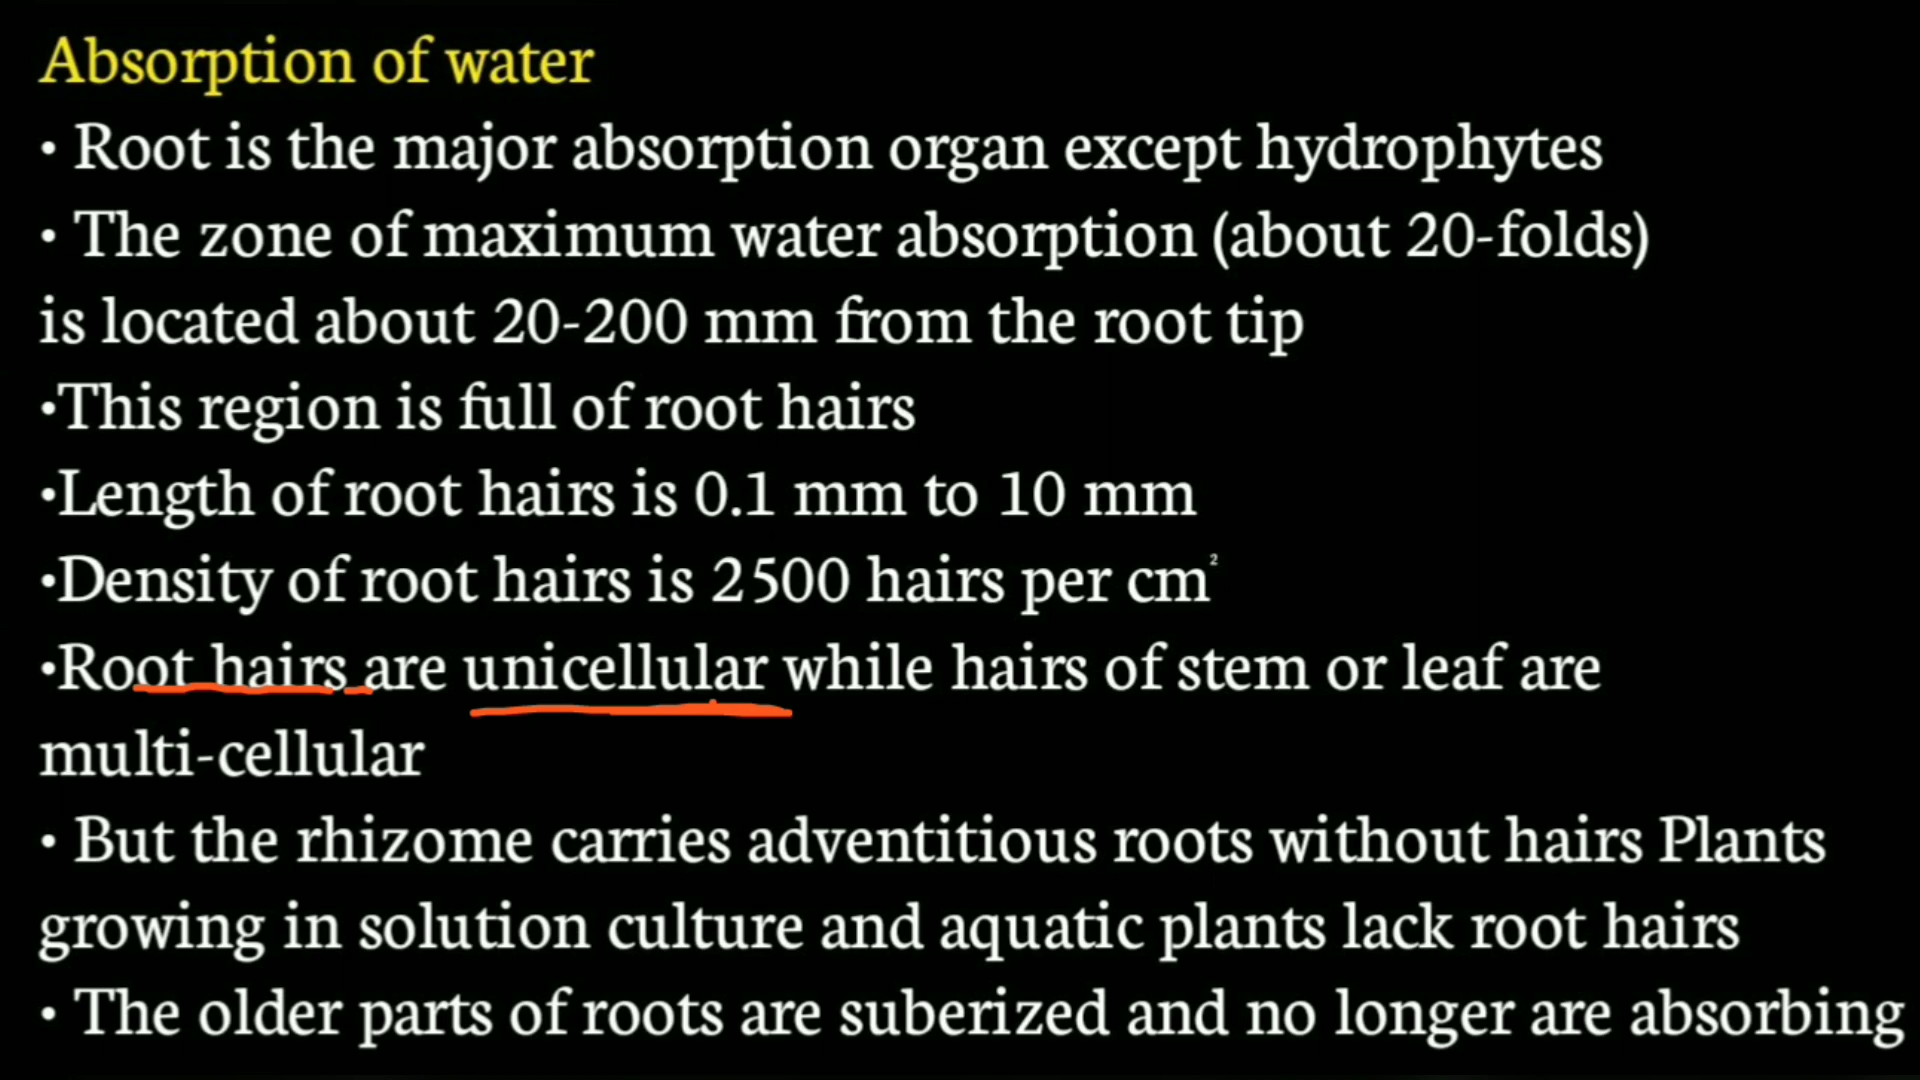 Absorption of water
• Root is the major absorption organ except hydrophytes
• The zone of maximum water absorption (about 20-folds)
is located about 20-200 mm from the root tip
•This region is full of root hairs
•Length of root hairs is 0.1 mm to 10 mm
•Density of root hairs is 2500 hairs per cm²
•Root hairs are unicellular while hairs of stem or leaf are
multi-cellular
• But the rhizome carries adventitious roots without hairs Plants
growing in solution culture and aquatic plants lack root hairs
• The older parts of roots are suberized and no longer are absorbing